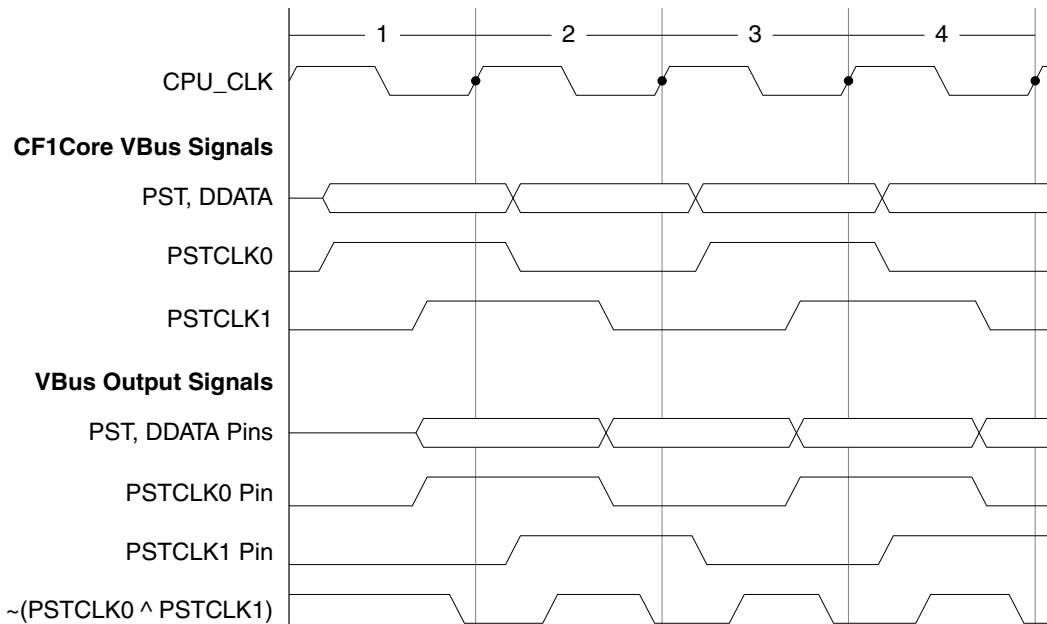 1 2 3 4
CPU_CLK
CF1Core VBus Signals
PST, DDATA
PSTCLK0
PSTCLK1
VBus Output Signals
PST, DDATA Pins
PSTCLK0 Pin
PSTCLK1 Pin
~(PSTCLK0 ^ PSTCLK1)